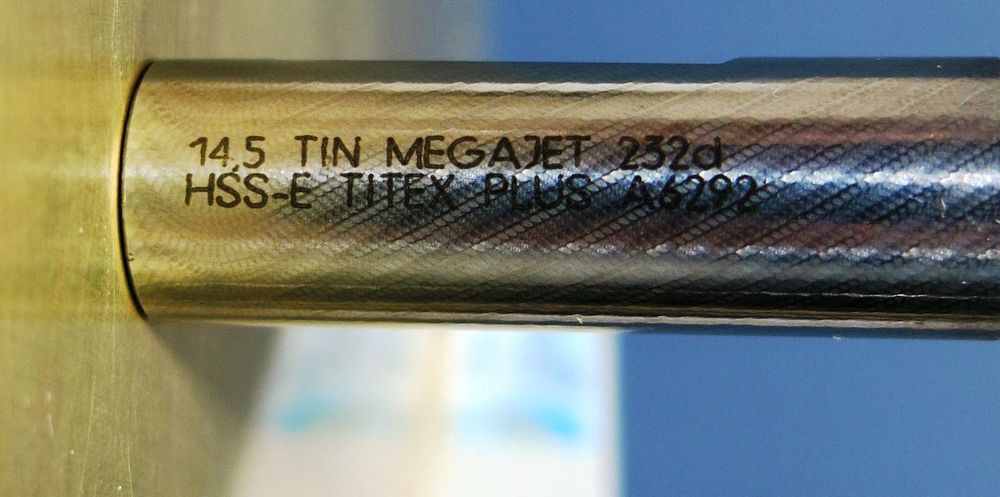 14.5 TIN MEGAJET 232d
HSS-E TITEX PLUS A6292